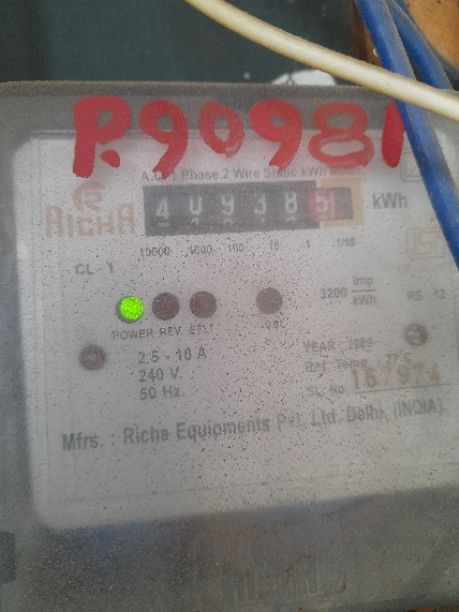 P.90981
A.C. 1 Phase 2 Wire Static kWh Meter
RICHA
4 0 9 3 8 5
kWh
10000 1000 100 10 1 1/10
CL 1
3200 imp/kWh
RS 12
POWER REV EFLT CAL
2.5 - 10 A
240 V.
50 Hz.
YEAR : 2009
Ref. Temp. 27°C
SL. No.
Mfrs. : Richa Equipments Pvt. Ltd. Delhi, (INDIA)